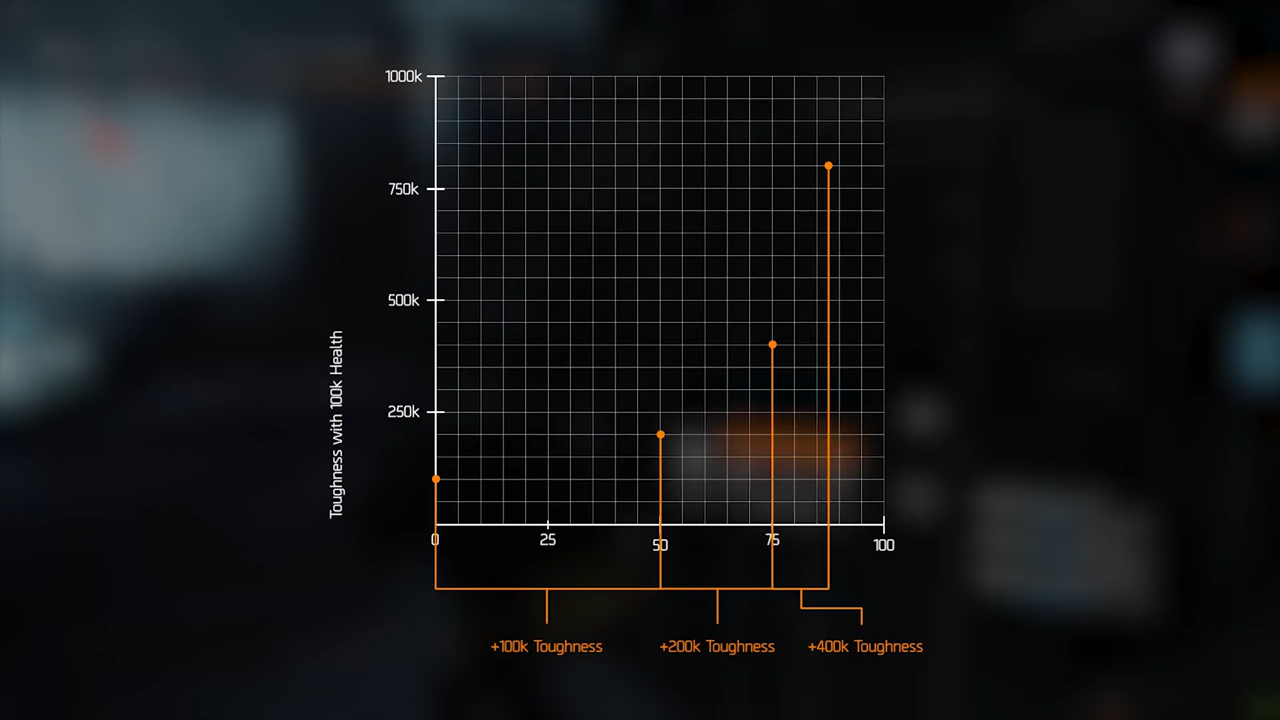 1000k
750k
500k
250k
Toughness with 100k Health
0
25
50
75
100
+100k Toughness
+200k Toughness
+400k Toughness